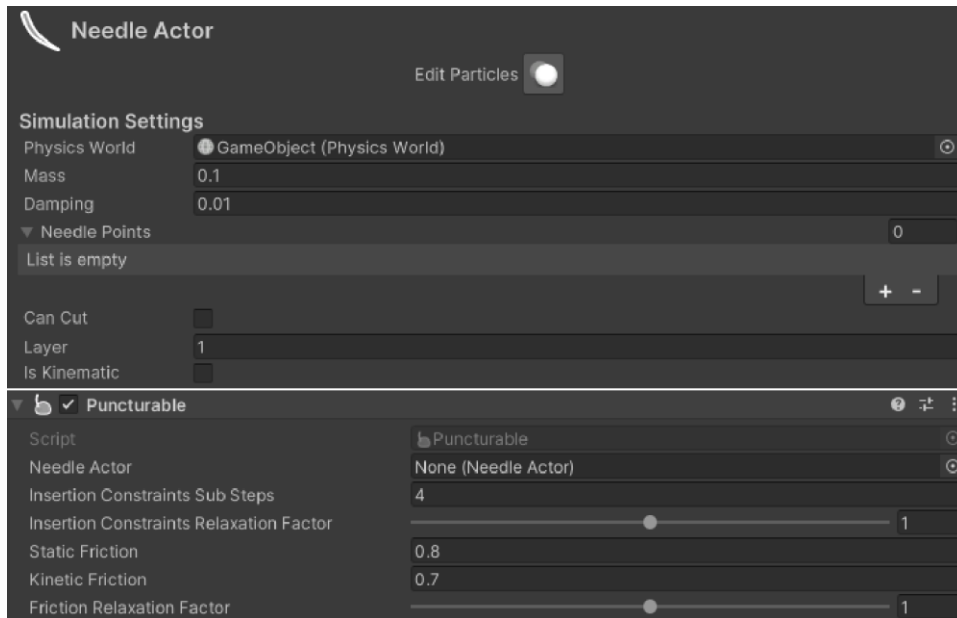 Needle Actor
Edit Particles
Simulation Settings
Physics World GameObject (Physics World)
Mass 0.1
Damping 0.01
Needle Points 0
List is empty
+ -
Can Cut
Layer 1
Is Kinematic
Puncturable
Script Puncturable
Needle Actor None (Needle Actor)
Insertion Constraints Sub Steps 4
Insertion Constraints Relaxation Factor 1
Static Friction 0.8
Kinetic Friction 0.7
Friction Relaxation Factor 1